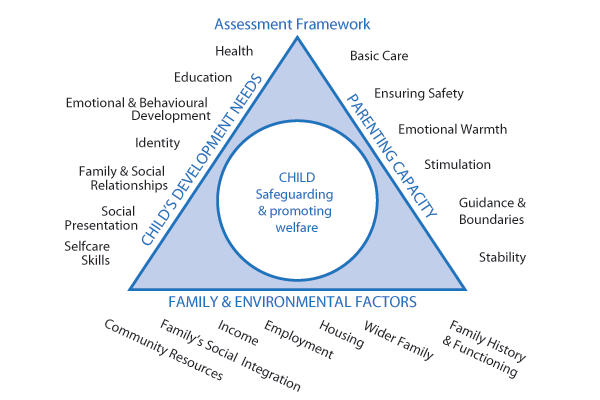 Assessment Framework
Health
Education
Emotional & Behavioural
Development
Identity
Family & Social
Relationships
Social
Presentation
Selfcare
Skills
CHILD'S DEVELOPMENT NEEDS
CHILD
Safeguarding
& promoting
welfare
PARENTING CAPACITY
Basic Care
Ensuring Safety
Emotional Warmth
Stimulation
Guidance &
Boundaries
Stability
FAMILY & ENVIRONMENTAL FACTORS
Community Resources
Family's Social Integration
Income
Employment
Housing
Wider Family
Family History
& Functioning